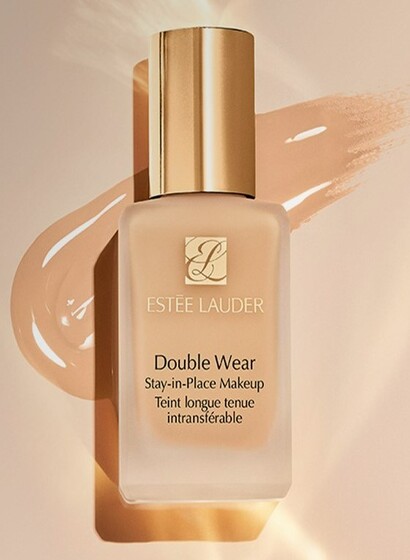 EL
ESTĒE LAUDER
Double Wear
Stay-in-Place Makeup
Teint longue tenue
intransférable